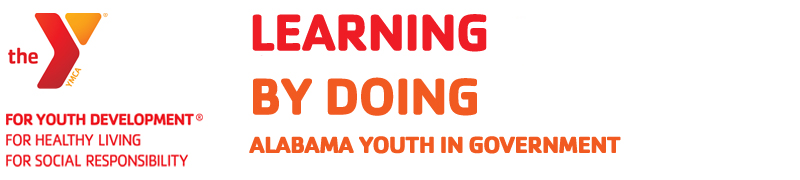 the
YMCA
FOR YOUTH DEVELOPMENT®
FOR HEALTHY LIVING
FOR SOCIAL RESPONSIBILITY
LEARNING
BY DOING
ALABAMA YOUTH IN GOVERNMENT